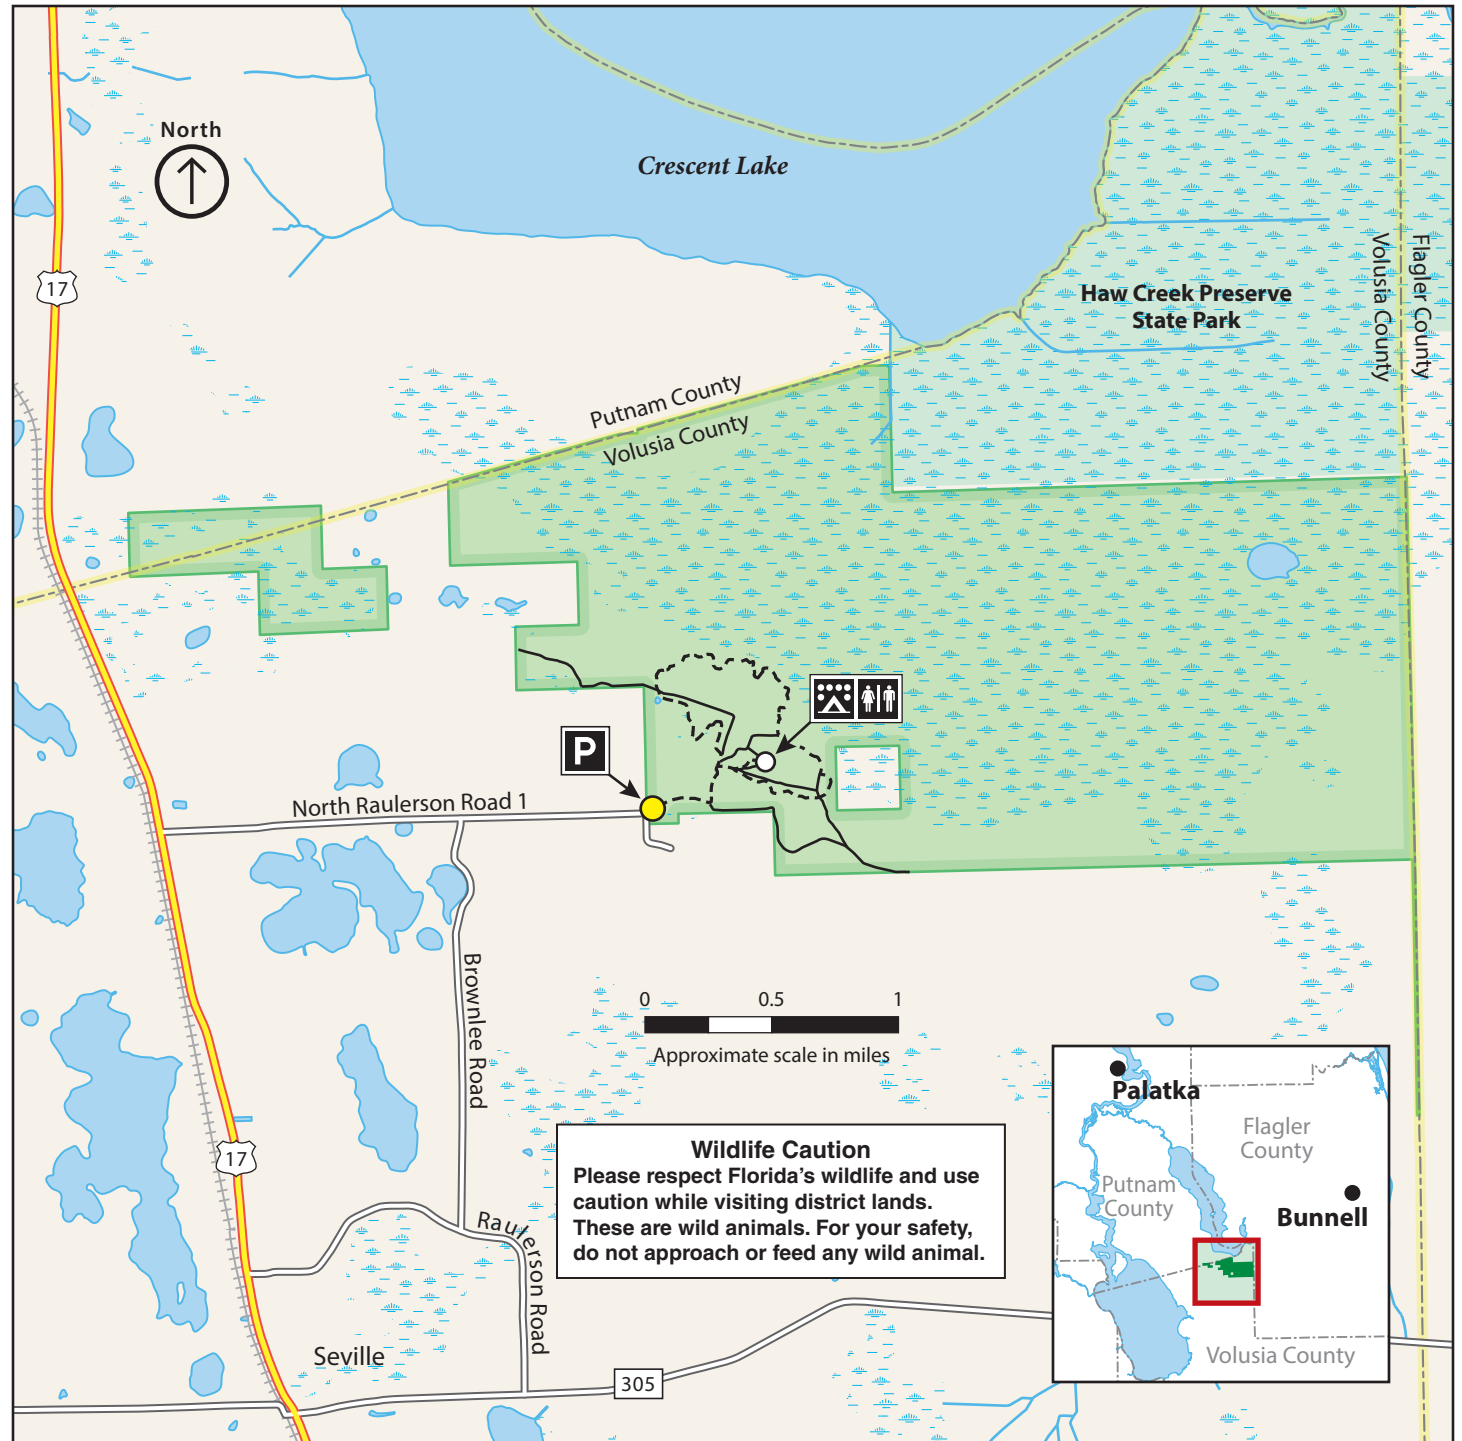 North
Crescent Lake
17
Haw Creek Preserve
State Park
Volusia County
Flagler County
Putnam County
Volusia County
P
North Raulerson Road 1
Brownlee Road
0 0.5 1
Approximate scale in miles
Wildlife Caution
Please respect Florida's wildlife and use
caution while visiting district lands.
These are wild animals. For your safety,
do not approach or feed any wild animal.
17
Raulerson Road
Seville
305
Palatka
Flagler
County
Putnam
County
Bunnell
Volusia County